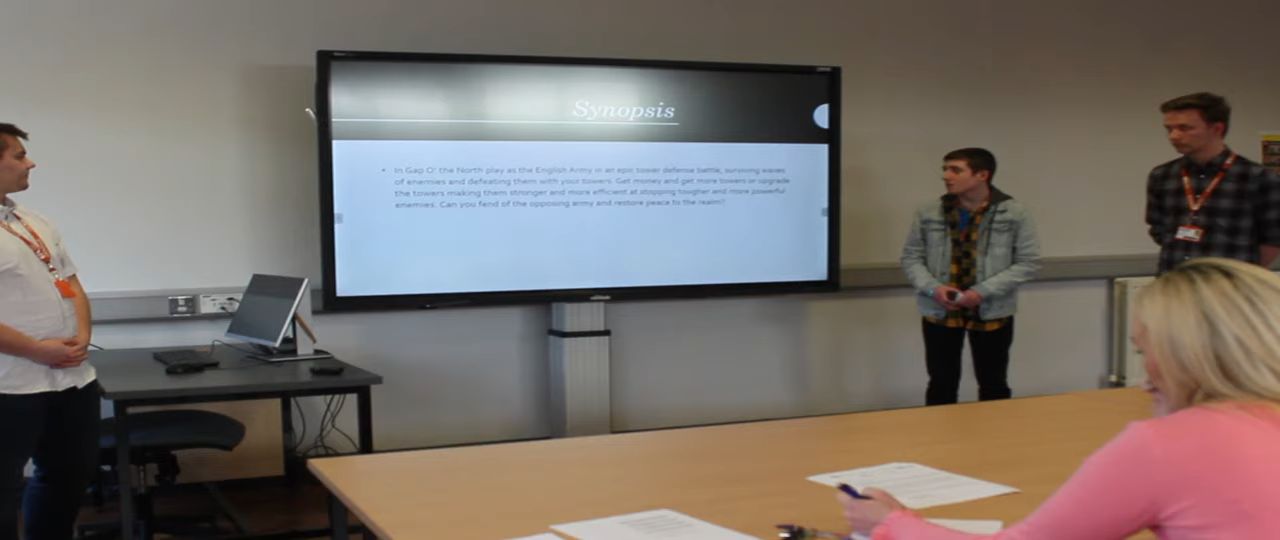 Synopsis
• In Gap O' the North play as the English Army in an epic tower defense battle, surviving waves
of enemies and defeating them with your towers. Get money and get more towers or upgrade
the towers making them stronger and more efficient at stopping togher and more powerful
enemies. Can you fend of the opposing army and restore peace to the realm?